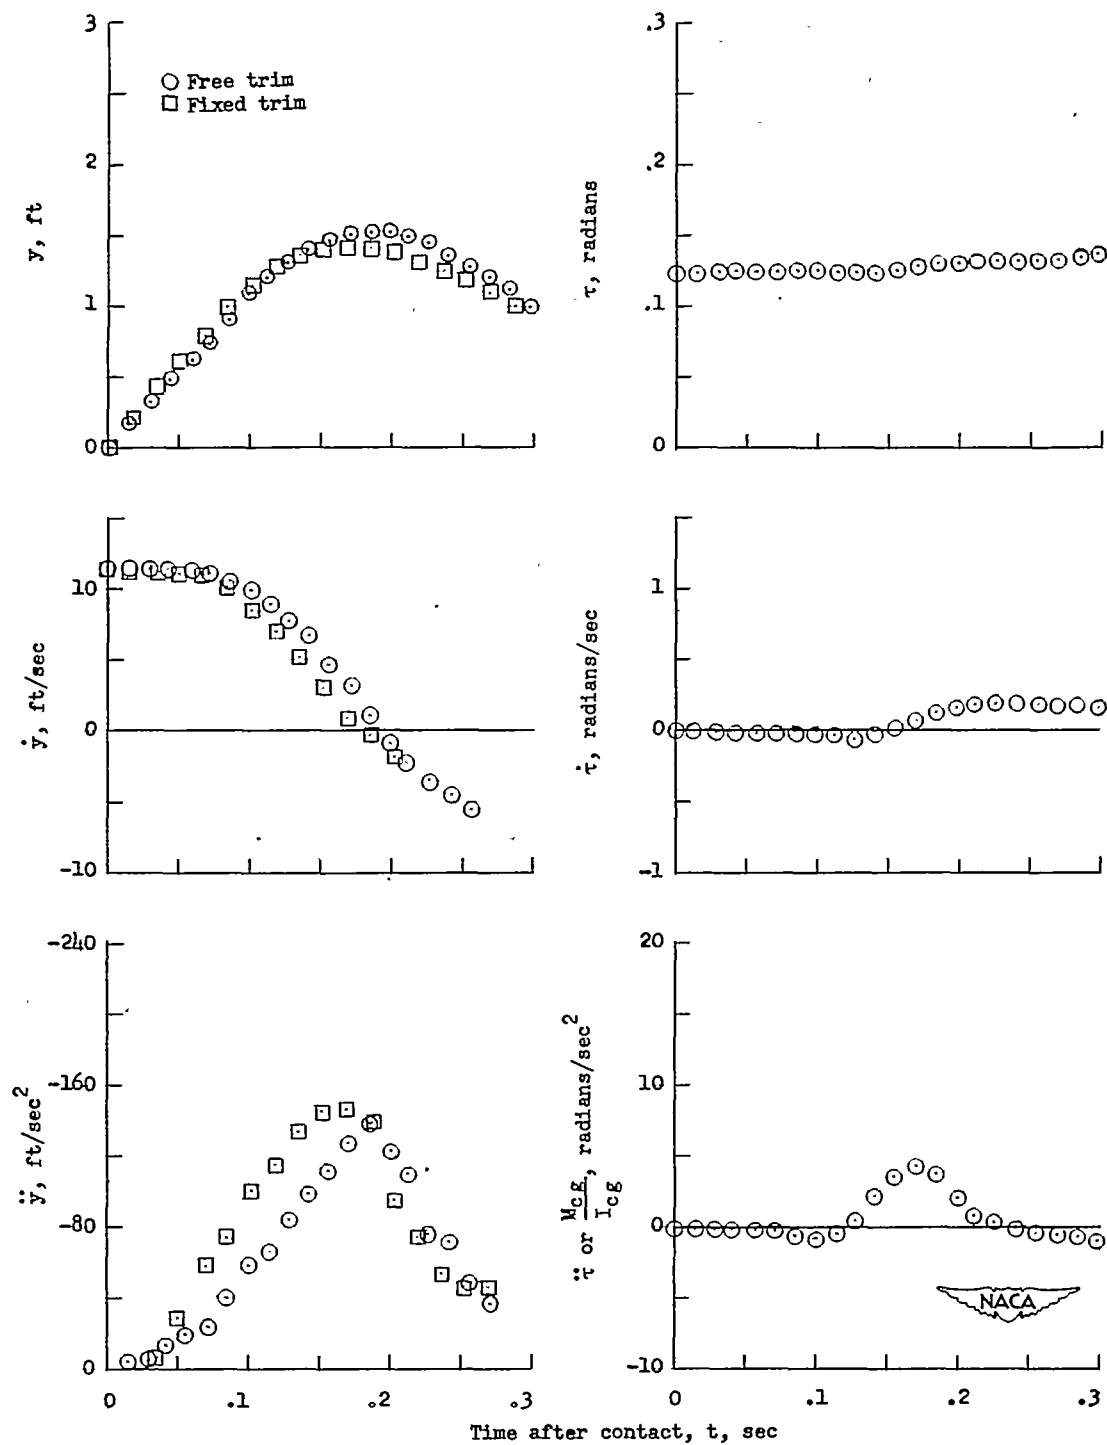 3
2
1
0
y, ft
○ Free trim
□ Fixed trim
.3
.2
.1
0
τ, radians
10
0
-10
ẏ, ft/sec
1
0
-1
τ̇, radians/sec
-240
-160
-80
0
ÿ, ft/sec²
0 .1 .2 .3
20
10
0
-10
τ̈ or Mcg/Icg, radians/sec²
NACA
0 .1 .2 .3
Time after contact, t, sec